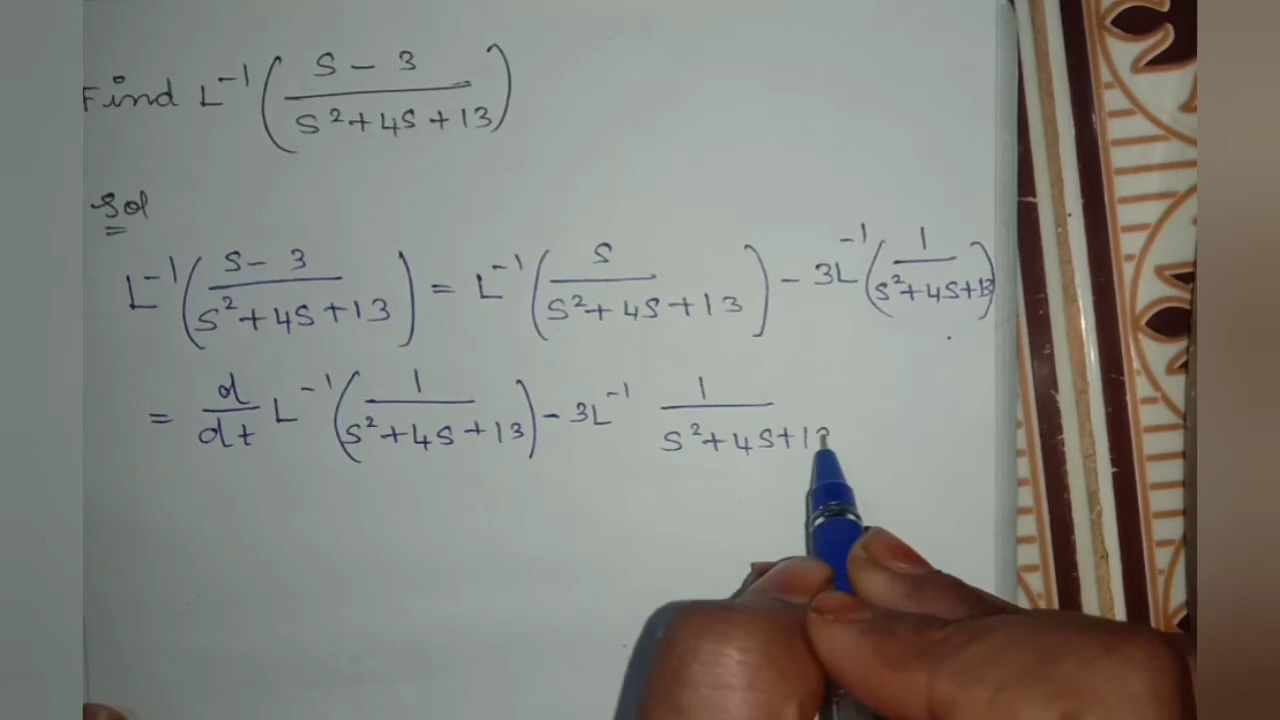 Find L⁻¹ ( (s - 3) / (s² + 4s + 13) )
Sol
L⁻¹ ( (s - 3) / (s² + 4s + 13) ) = L⁻¹ ( s / (s² + 4s + 13) ) - 3L⁻¹ ( 1 / (s² + 4s + 13) )
= d/dt L⁻¹ ( 1 / (s² + 4s + 13) ) - 3L⁻¹ 1 / (s² + 4s + 13